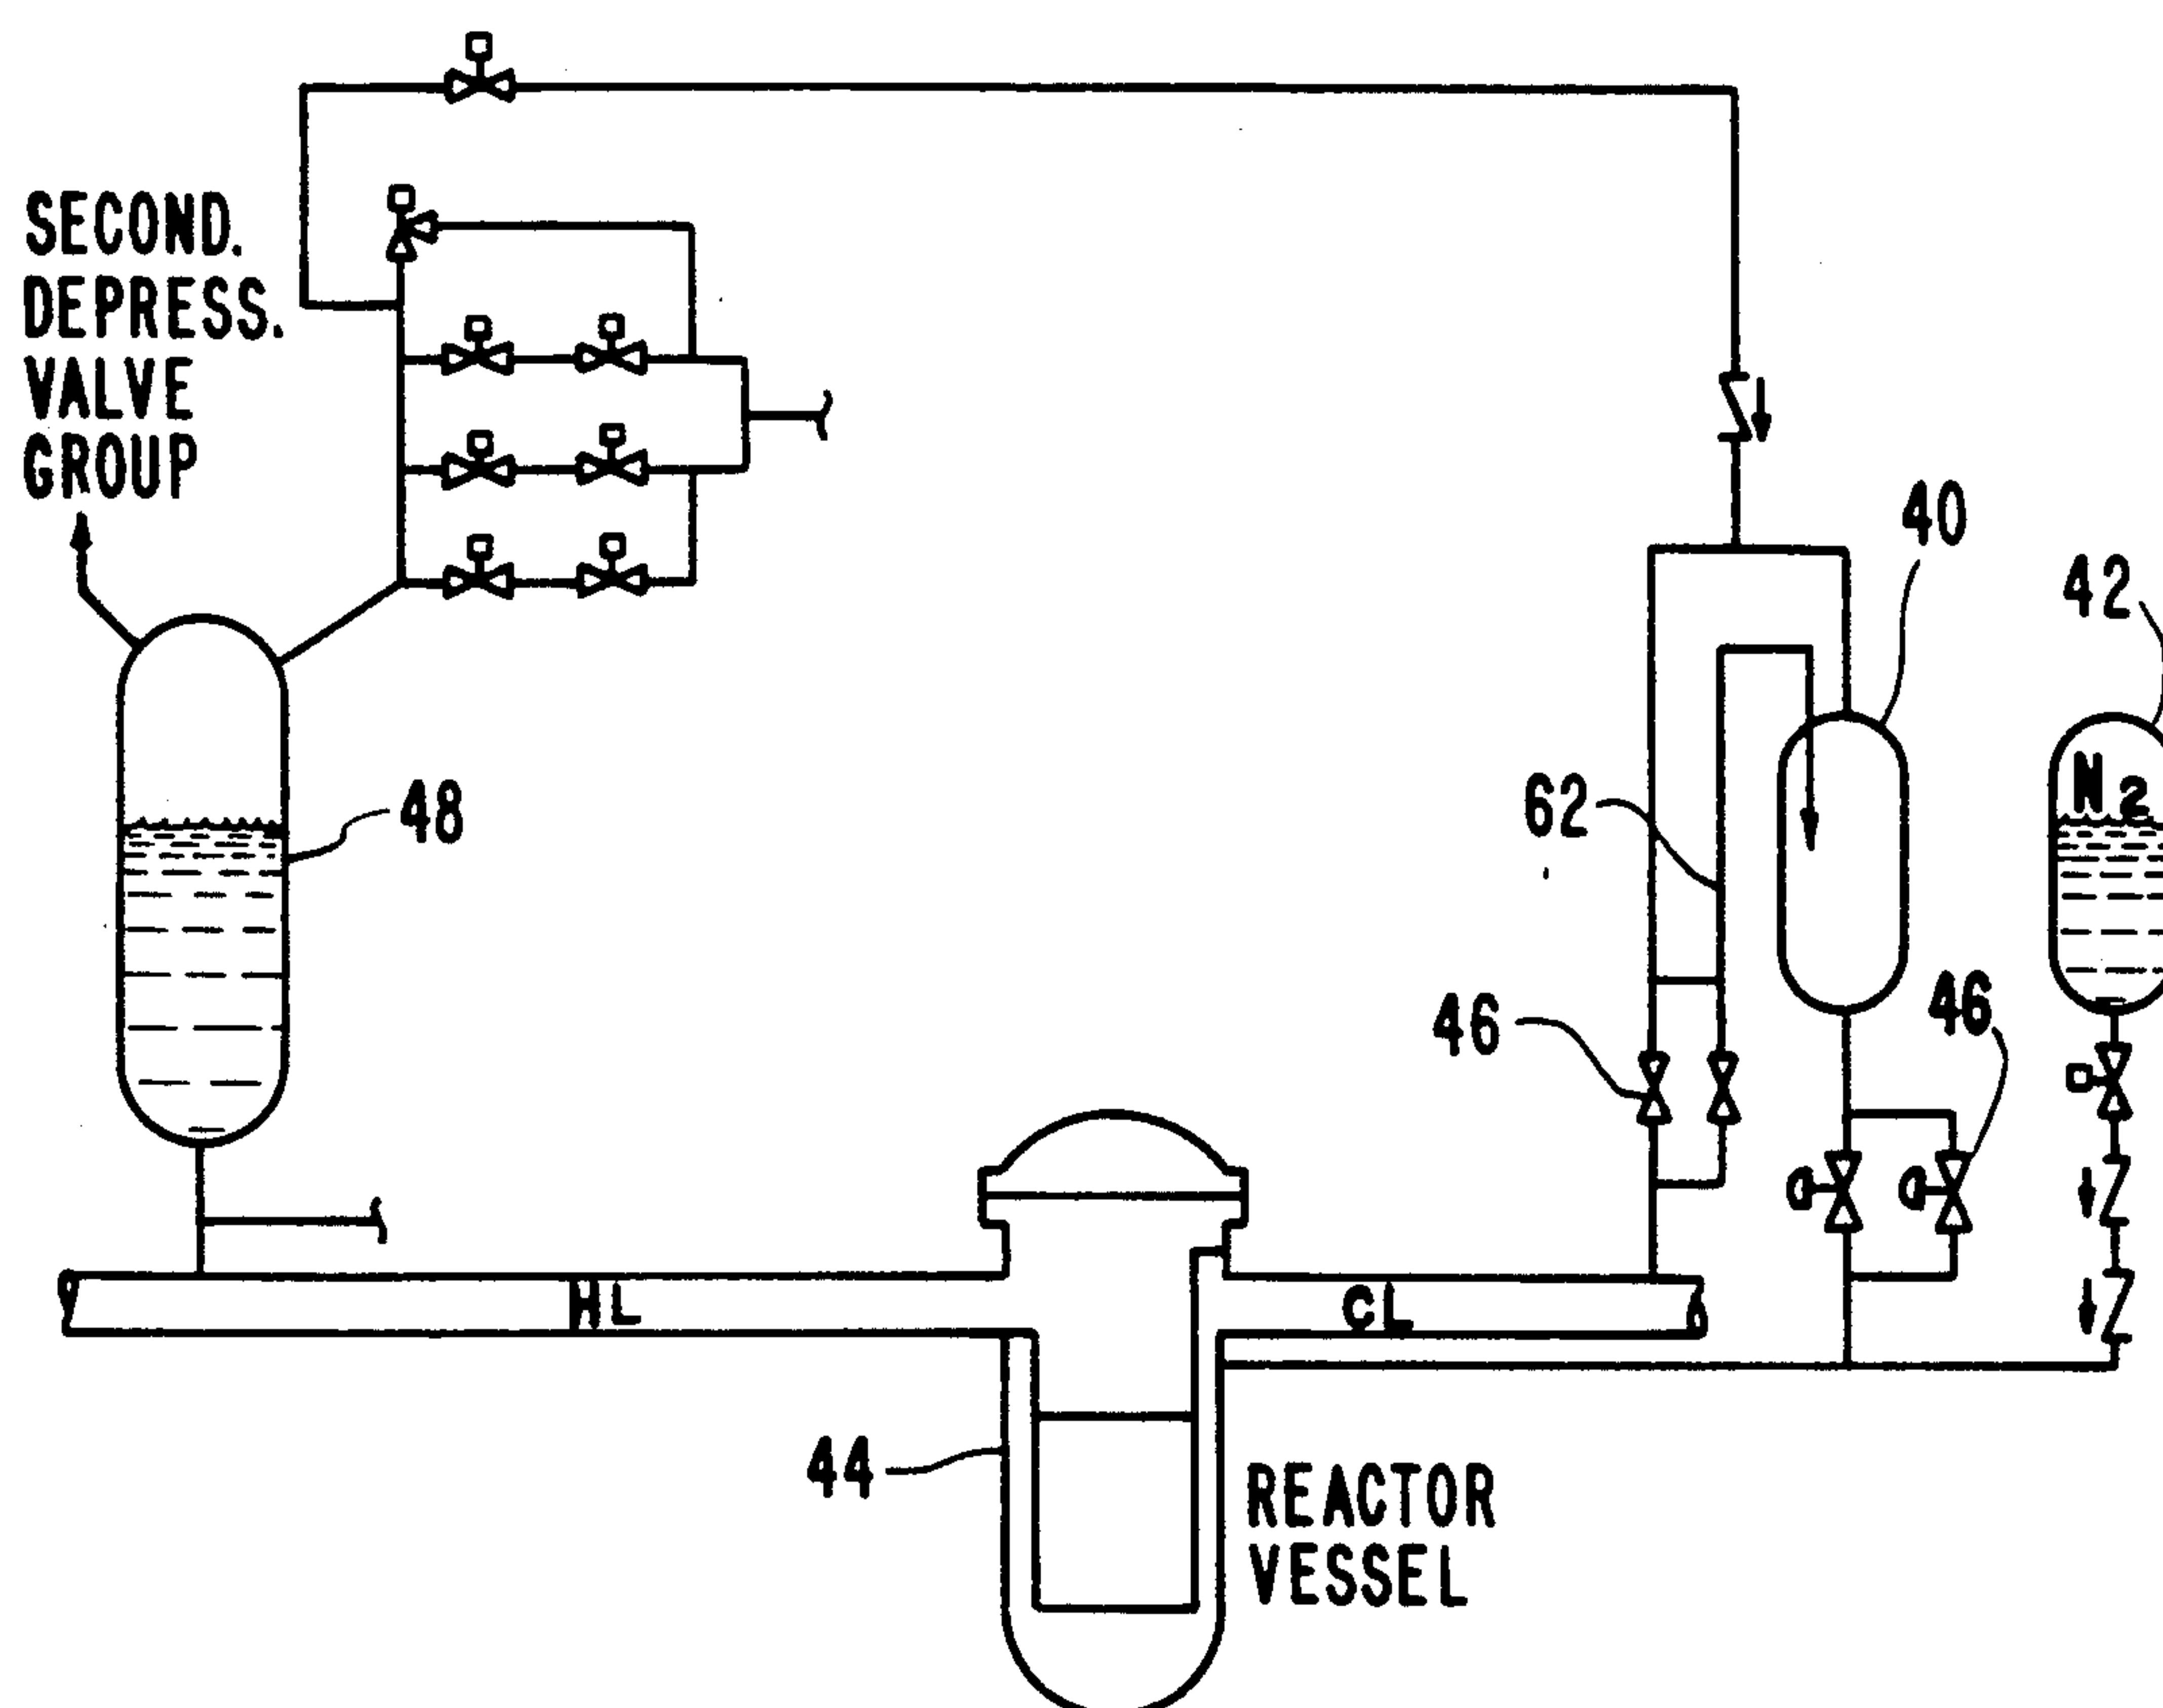 SECOND.
DEPRESS.
VALVE
GROUP
40
42
48
62
N2
46
46
HL
CL
44
REACTOR
VESSEL